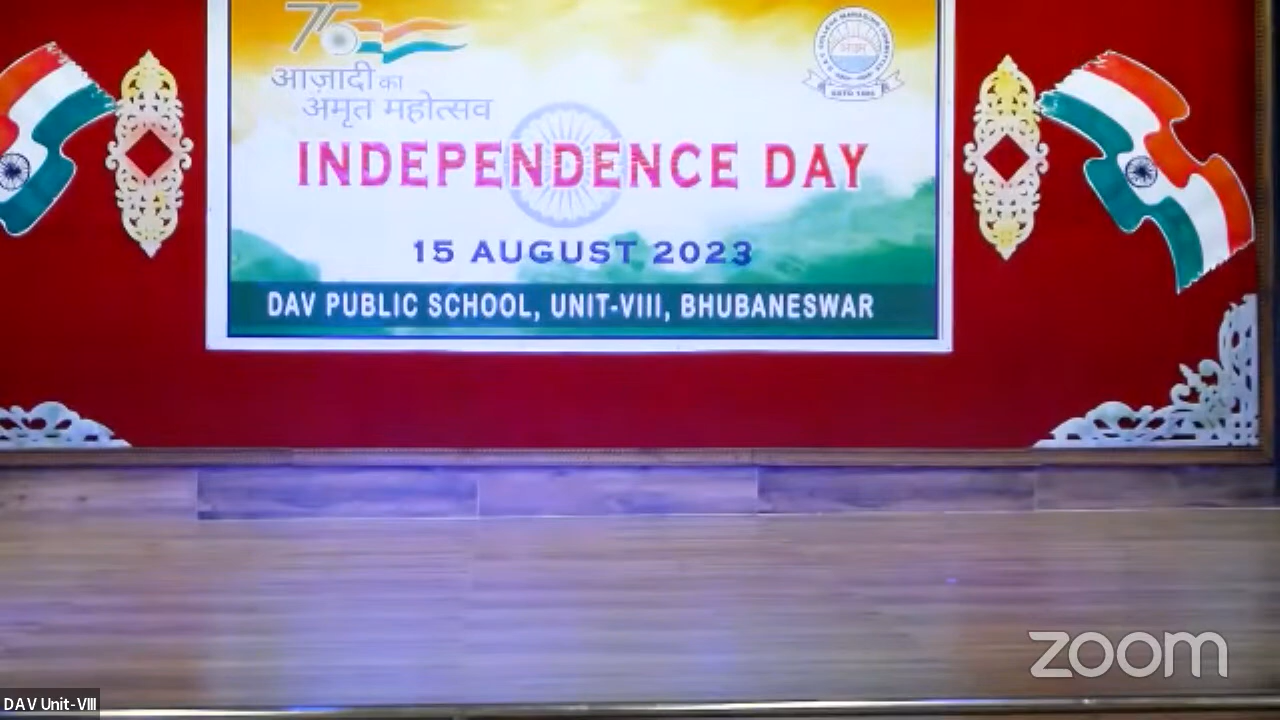 75
आज़ादी का
अमृत महोत्सव
INDEPENDENCE DAY
15 AUGUST 2023
DAV PUBLIC SCHOOL, UNIT-VIII, BHUBANESWAR
zoom
DAV Unit-VIII